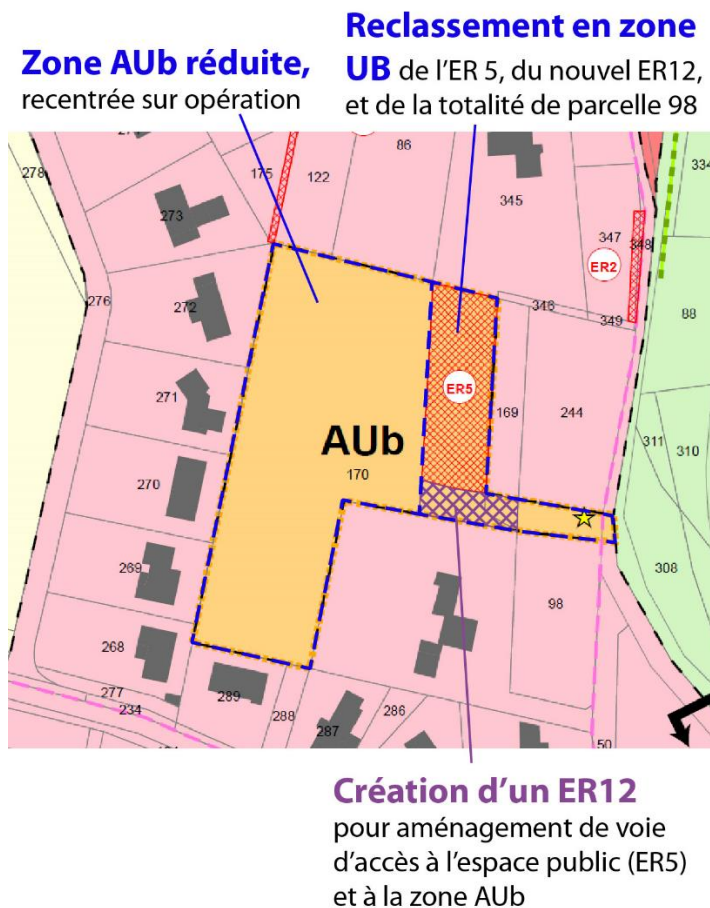 Reclassement en zone
UB de l’ER 5, du nouvel ER12,
et de la totalité de parcelle 98
Zone AUb réduite,
recentrée sur opération
278
175
122
86
345
334
273
347
348
ER2
276
272
346
349
88
ER5
271
169
244
311
310
AUb
170
270
269
98
308
268
277
234
289
288
287
286
50
Création d’un ER12
pour aménagement de voie
d’accès à l’espace public (ER5)
et à la zone AUb